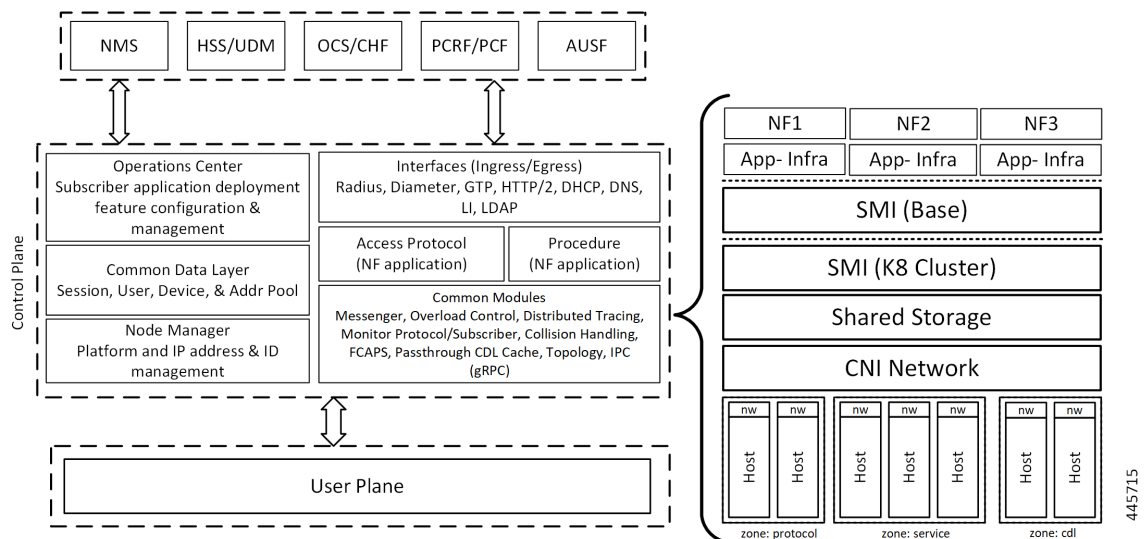 NMS
HSS/UDM
OCS/CHF
PCRF/PCF
AUSF
Control Plane
Operations Center
Subscriber application deployment
feature configuration &
management
Common Data Layer
Session, User, Device, & Addr Pool
Node Manager
Platform and IP address & ID
management
Interfaces (Ingress/Egress)
Radius, Diameter, GTP, HTTP/2, DHCP, DNS,
LI, LDAP
Access Protocol
(NF application)
Procedure
(NF application)
Common Modules
Messenger, Overload Control, Distributed Tracing,
Monitor Protocol/Subscriber, Collision Handling,
FCAPS, Passthrough CDL Cache, Topology, IPC
(gRPC)
User Plane
NF1
NF2
NF3
App- Infra
App- Infra
App- Infra
SMI (Base)
SMI (K8 Cluster)
Shared Storage
CNI Network
nw
nw
nw
nw
nw
nw
nw
Host
Host
Host
Host
Host
Host
Host
zone: protocol
zone: service
zone: cdl
445715